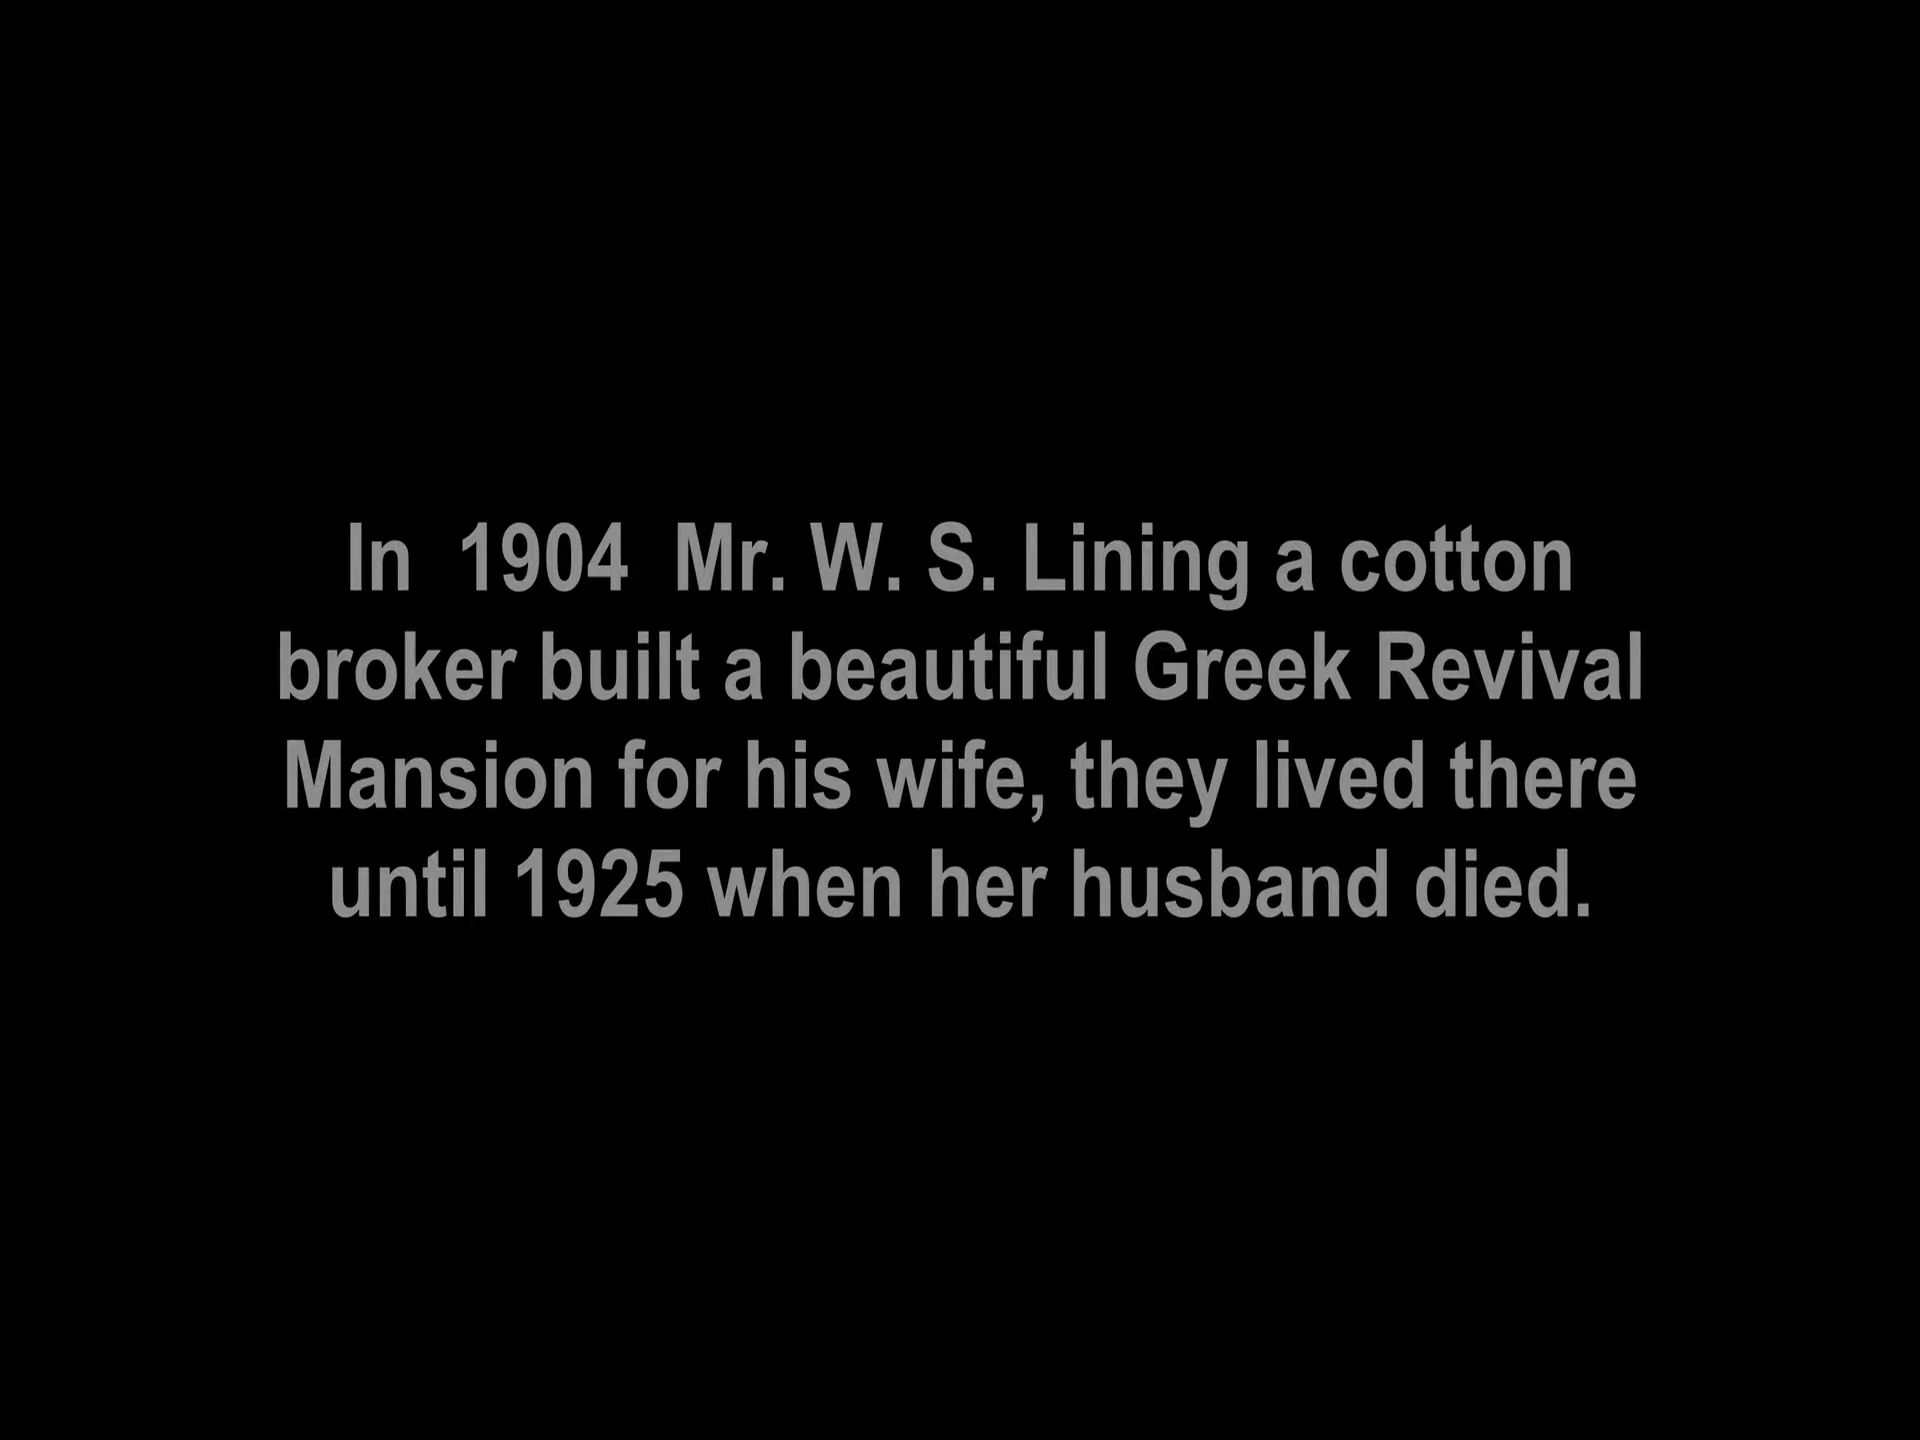 In  1904  Mr. W. S. Lining a cotton
broker built a beautiful Greek Revival
Mansion for his wife, they lived there
until 1925 when her husband died.